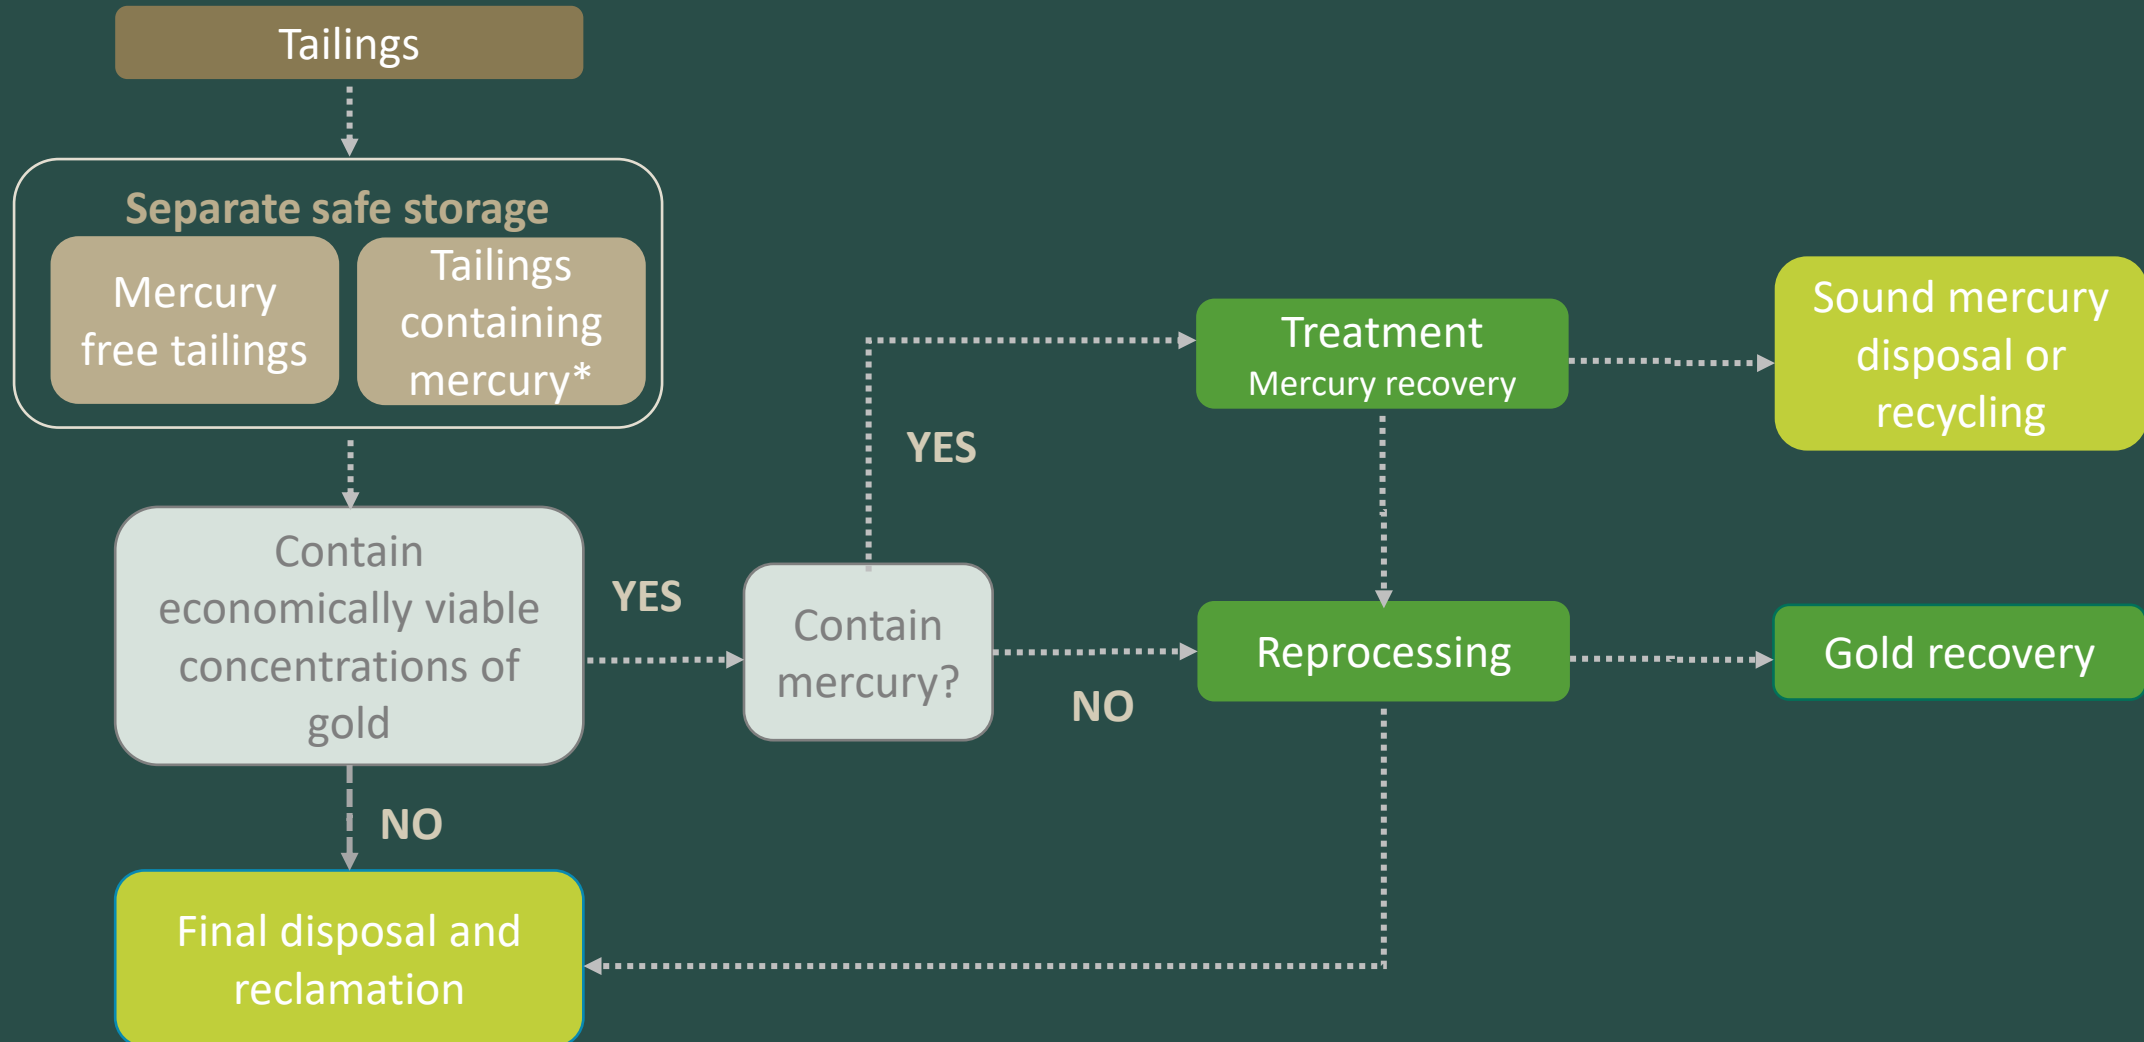 Tailings
Separate safe storage
Mercury
free tailings
Tailings
containing
mercury*
Contain
economically viable
concentrations of
gold
YES
NO
Contain
mercury?
YES
NO
Treatment
Mercury recovery
Sound mercury
disposal or
recycling
Reprocessing
Gold recovery
Final disposal and
reclamation